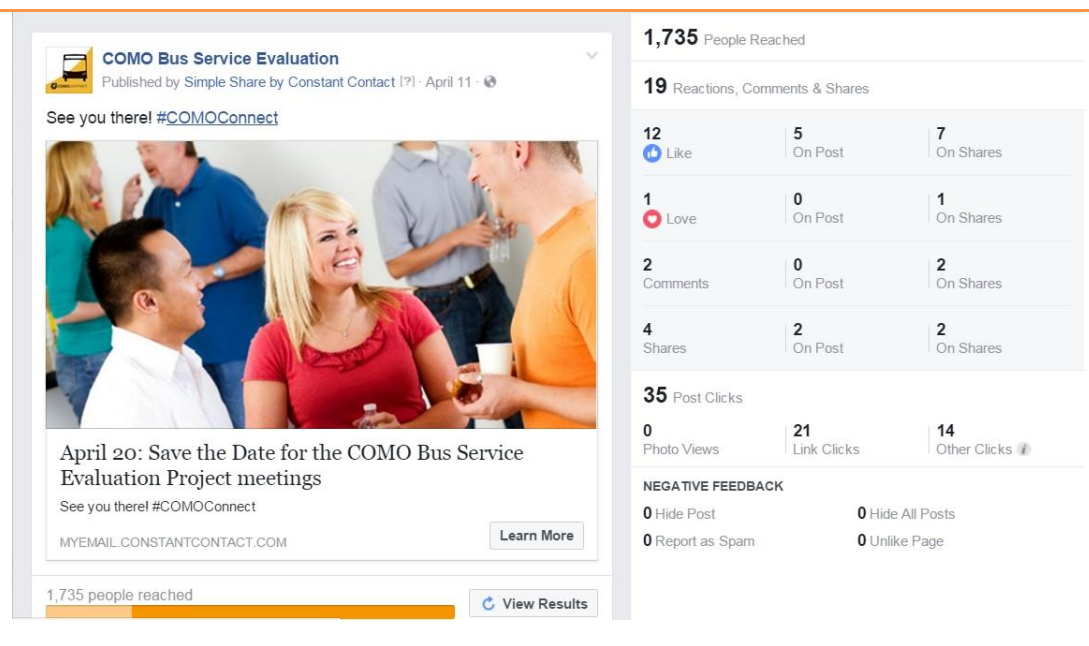 COMO Bus Service Evaluation
Published by Simple Share by Constant Contact [?] · April 11 ·
See you there! #COMOConnect
April 20: Save the Date for the COMO Bus Service
Evaluation Project meetings
See you there! #COMOConnect
MYEMAIL.CONSTANTCONTACT.COM
Learn More
1,735 people reached
View Results
1,735 People Reached
19 Reactions, Comments & Shares
12 5 7
Like On Post On Shares
1 0 1
Love On Post On Shares
2 0 2
Comments On Post On Shares
4 2 2
Shares On Post On Shares
35 Post Clicks
0 21 14
Photo Views Link Clicks Other Clicks i
NEGATIVE FEEDBACK
0 Hide Post 0 Hide All Posts
0 Report as Spam 0 Unlike Page